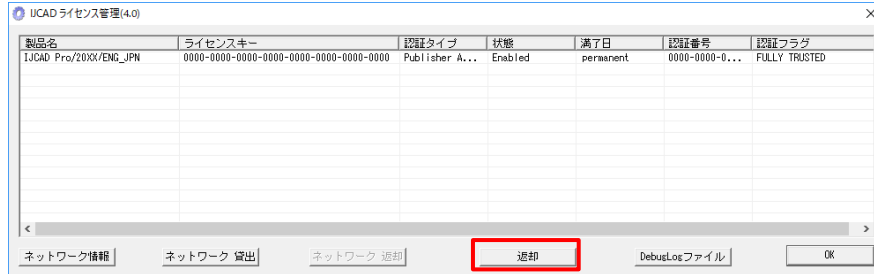 IJCAD ライセンス管理(4.0)
製品名 ライセンスキー 認証タイプ 状態 満了日 認証番号 認証フラグ
IJCAD Pro/20XX/ENG_JPN 0000-0000-0000-0000-0000-0000-0000 Publisher A... Enabled permanent 0000-0000-0... FULLY TRUSTED
ネットワーク情報 ネットワーク 貸出 ネットワーク 返却 返却 DebugLogファイル OK